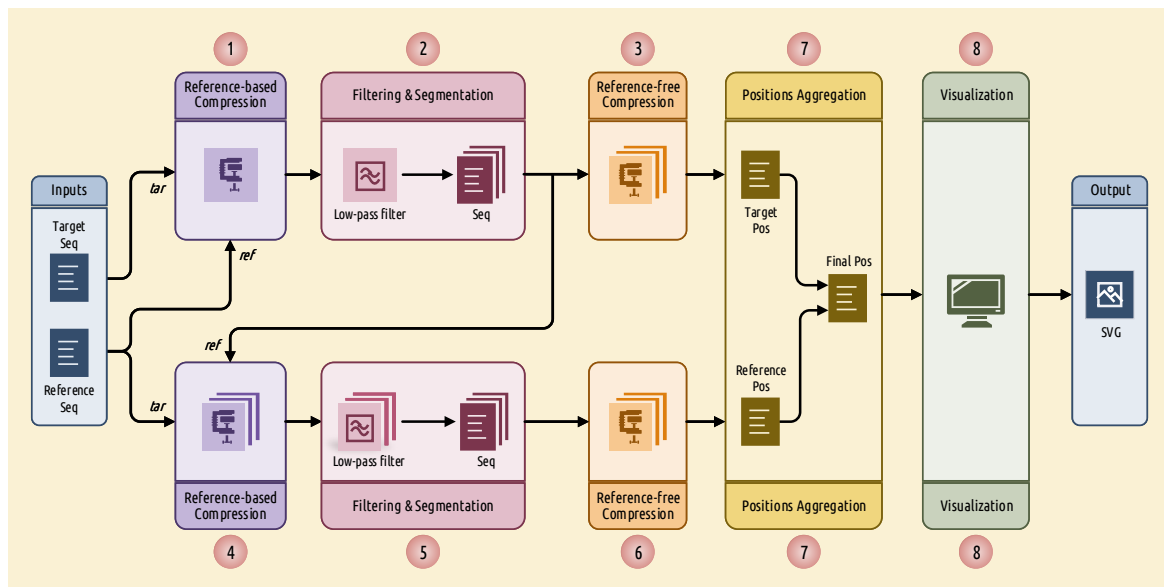 1
2
3
7
8
Reference-based
Compression
Filtering & Segmentation
Reference-free
Compression
Positions Aggregation
Visualization
Inputs
Target
Seq
Reference
Seq
tar
ref
Low-pass filter
Seq
Target
Pos
Final Pos
Reference
Pos
Output
SVG
ref
tar
Low-pass filter
Seq
Reference-based
Compression
Filtering & Segmentation
Reference-free
Compression
Positions Aggregation
Visualization
4
5
6
7
8